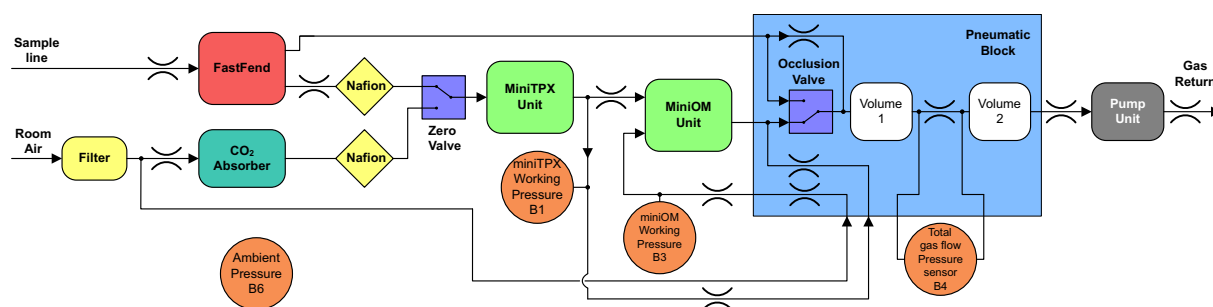 Sample
line
FastFend
Nafion
Zero
Valve
MiniTPX
Unit
MiniOM
Unit
Pneumatic
Block
Occlusion
Valve
Volume
1
Volume
2
Pump
Unit
Gas
Return
Room
Air
Filter
CO₂
Absorber
Nafion
miniTPX
Working
Pressure
B1
miniOM
Working
Pressure
B3
Total
gas flow
Pressure
sensor
B4
Ambient
Pressure
B6